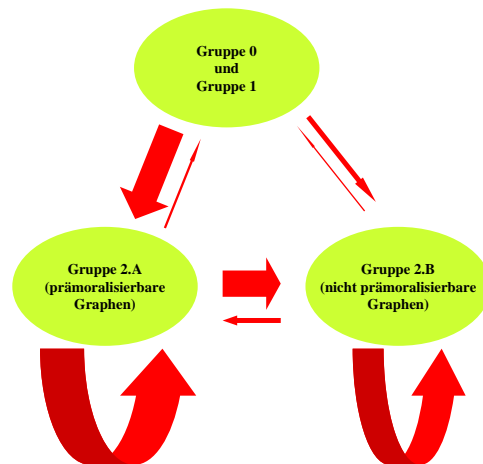 Gruppe 0
und
Gruppe 1
Gruppe 2.A
(prämoralisierbare
Graphen)
Gruppe 2.B
(nicht prämoralisierbare
Graphen)